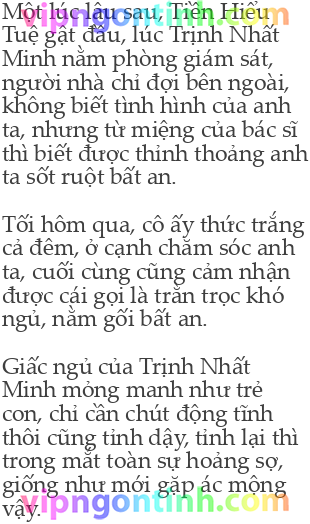 Một lúc lâu sau, Tiền Hiểu
Tuệ gật đầu, lúc Trịnh Nhất
Minh nằm phòng giám sát,
người nhà chỉ đợi bên ngoài,
không biết tình hình của anh
ta, nhưng từ miệng của bác sĩ
thì biết được thỉnh thoảng anh
ta sốt ruột bất an.
Tối hôm qua, cô ấy thức trắng
cả đêm, ở cạnh chăm sóc anh
ta, cuối cùng cũng cảm nhận
được cái gọi là trằn trọc khó
ngủ, nằm gối bất an.
Giấc ngủ của Trịnh Nhất
Minh mỏng manh như trẻ
con, chỉ cần chút động tĩnh
thôi cũng tỉnh dậy, tỉnh lại thì
trong mắt toàn sự hoảng sợ,
giống như mới gặp ác mộng
vậy.
vipngontinh.com
vipngontinh.com